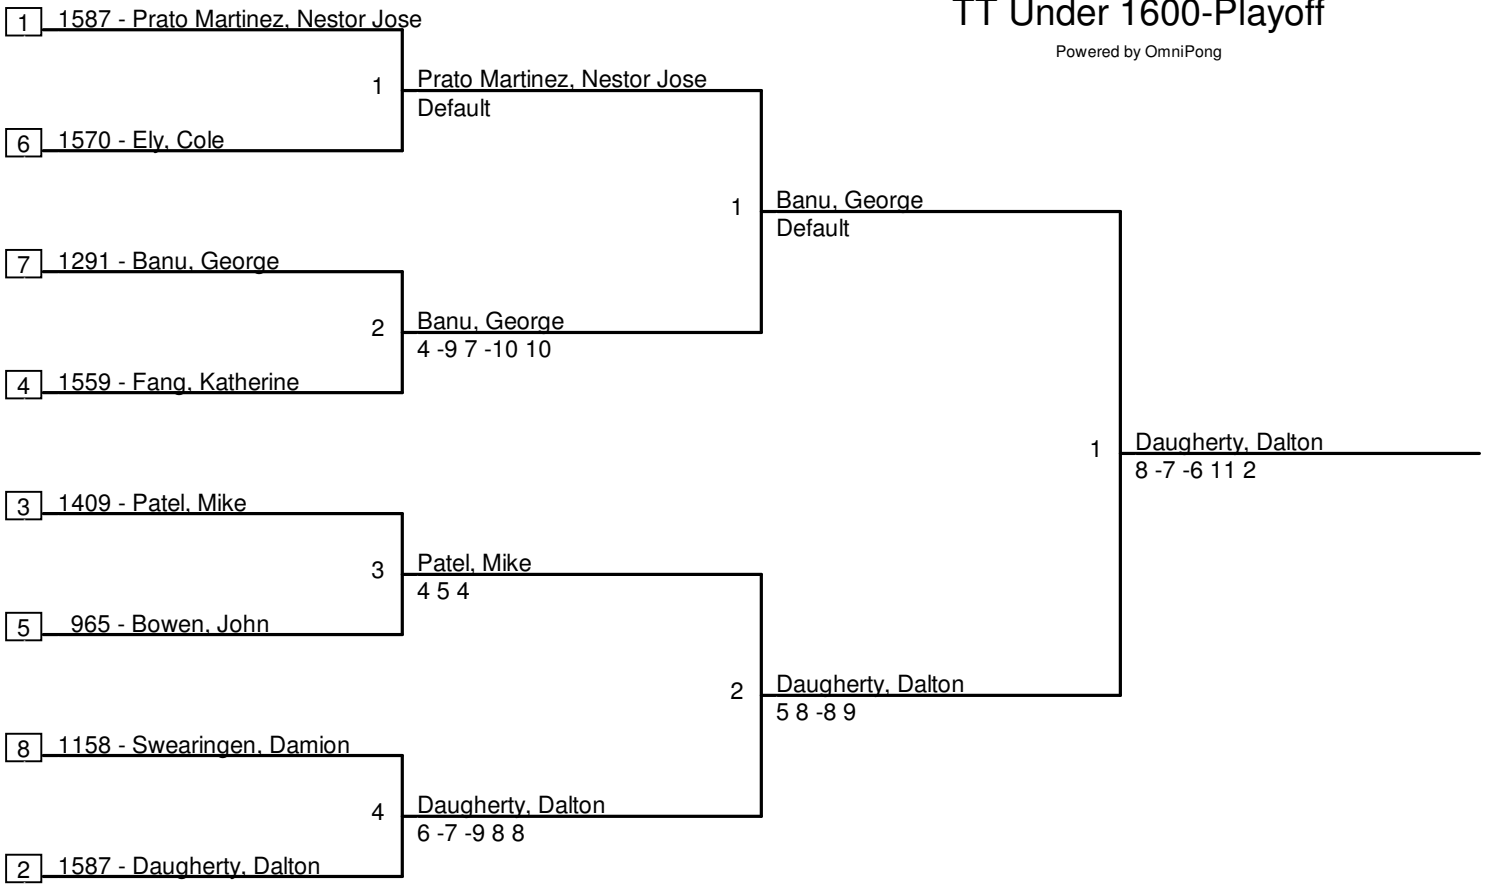 TT Under 1600-Playoff
Powered by OmniPong
1 1587 - Prato Martinez, Nestor Jose
1 Prato Martinez, Nestor Jose
Default
6 1570 - Ely, Cole
1 Banu, George
Default
7 1291 - Banu, George
2 Banu, George
4 -9 7 -10 10
4 1559 - Fang, Katherine
1 Daugherty, Dalton
8 -7 -6 11 2
3 1409 - Patel, Mike
3 Patel, Mike
4 5 4
5 965 - Bowen, John
2 Daugherty, Dalton
5 8 -8 9
8 1158 - Swearingen, Damion
4 Daugherty, Dalton
6 -7 -9 8 8
2 1587 - Daugherty, Dalton